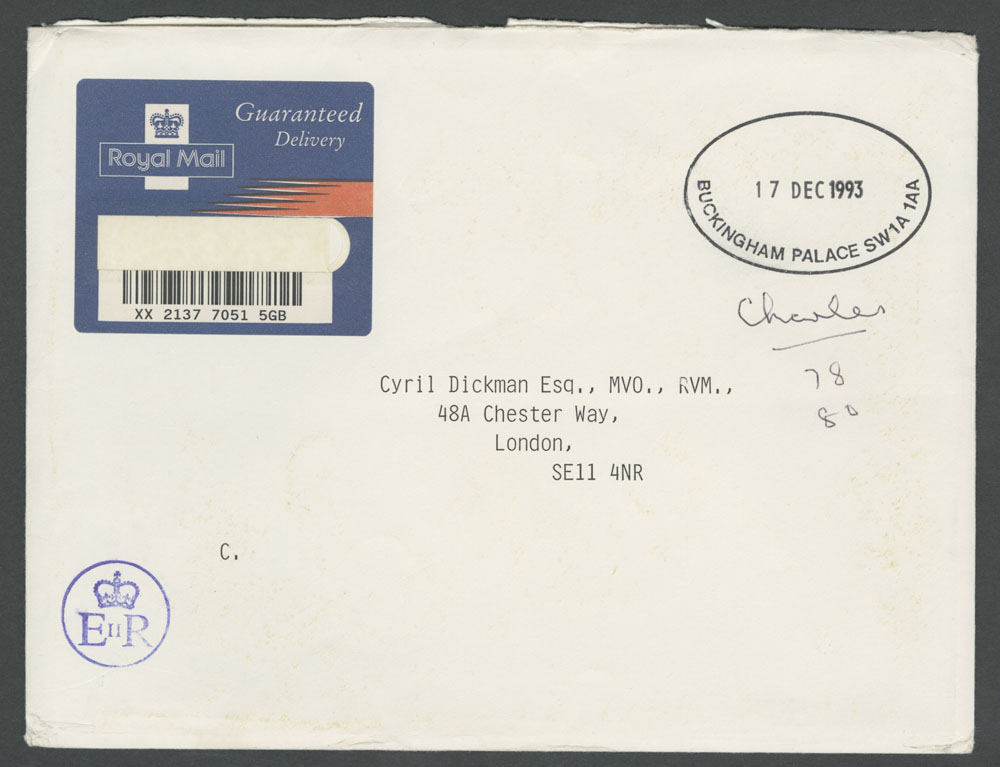 Guaranteed
Delivery
Royal Mail
XX 2137 7051 5GB
17 DEC 1993
BUCKINGHAM PALACE SW1A 1AA
Charles
78
80
Cyril Dickman Esq., MVO., RVM.,
48A Chester Way,
London,
SE11 4NR
C.
E II R